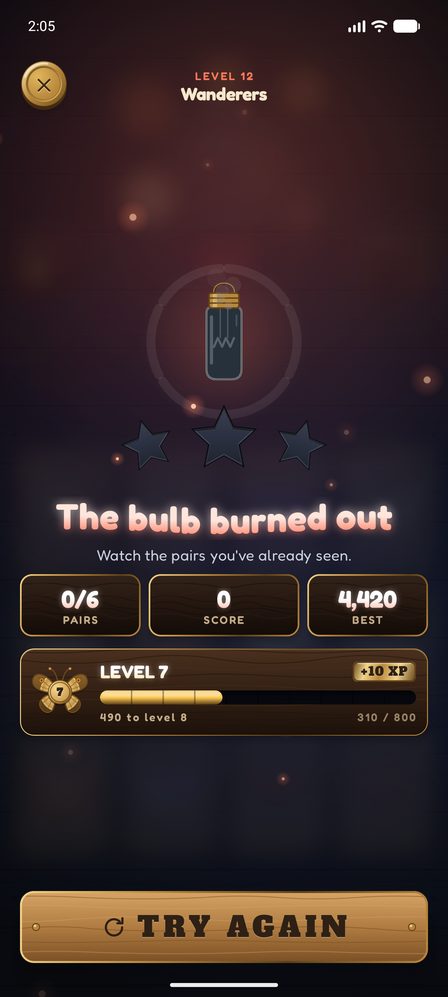 2:05
LEVEL 12
Wanderers
The bulb burned out
Watch the pairs you've already seen.
0/6
PAIRS
0
SCORE
4,420
BEST
7
LEVEL 7
+10 XP
490 to level 8
310 / 800
TRY AGAIN